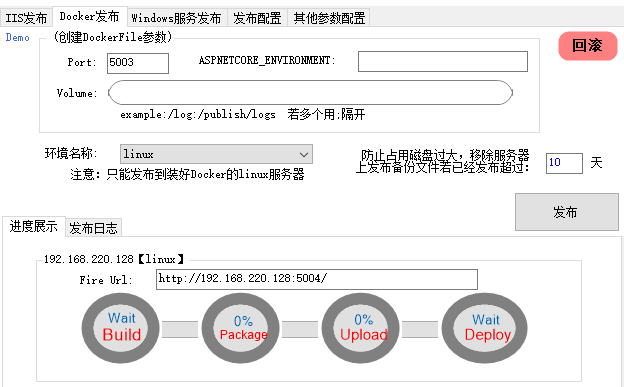 IIS发布 Docker发布 Windows服务发布 发布配置 其他参数配置
Demo (创建DockerFile参数) 回滚
Port: 5003 ASPNETCORE_ENVIRONMENT:
Volume:
example:/log:/publish/logs 若多个用;隔开
环境名称: linux 防止占用磁盘过大，移除服务器
上发布备份文件若已经发布超过: 10 天
注意：只能发布到装好Docker的linux服务器
发布
进度展示 发布日志
192.168.220.128【linux】
Fire Url: http://192.168.220.128:5004/
Wait 0% 0% Wait
Build Package Upload Deploy